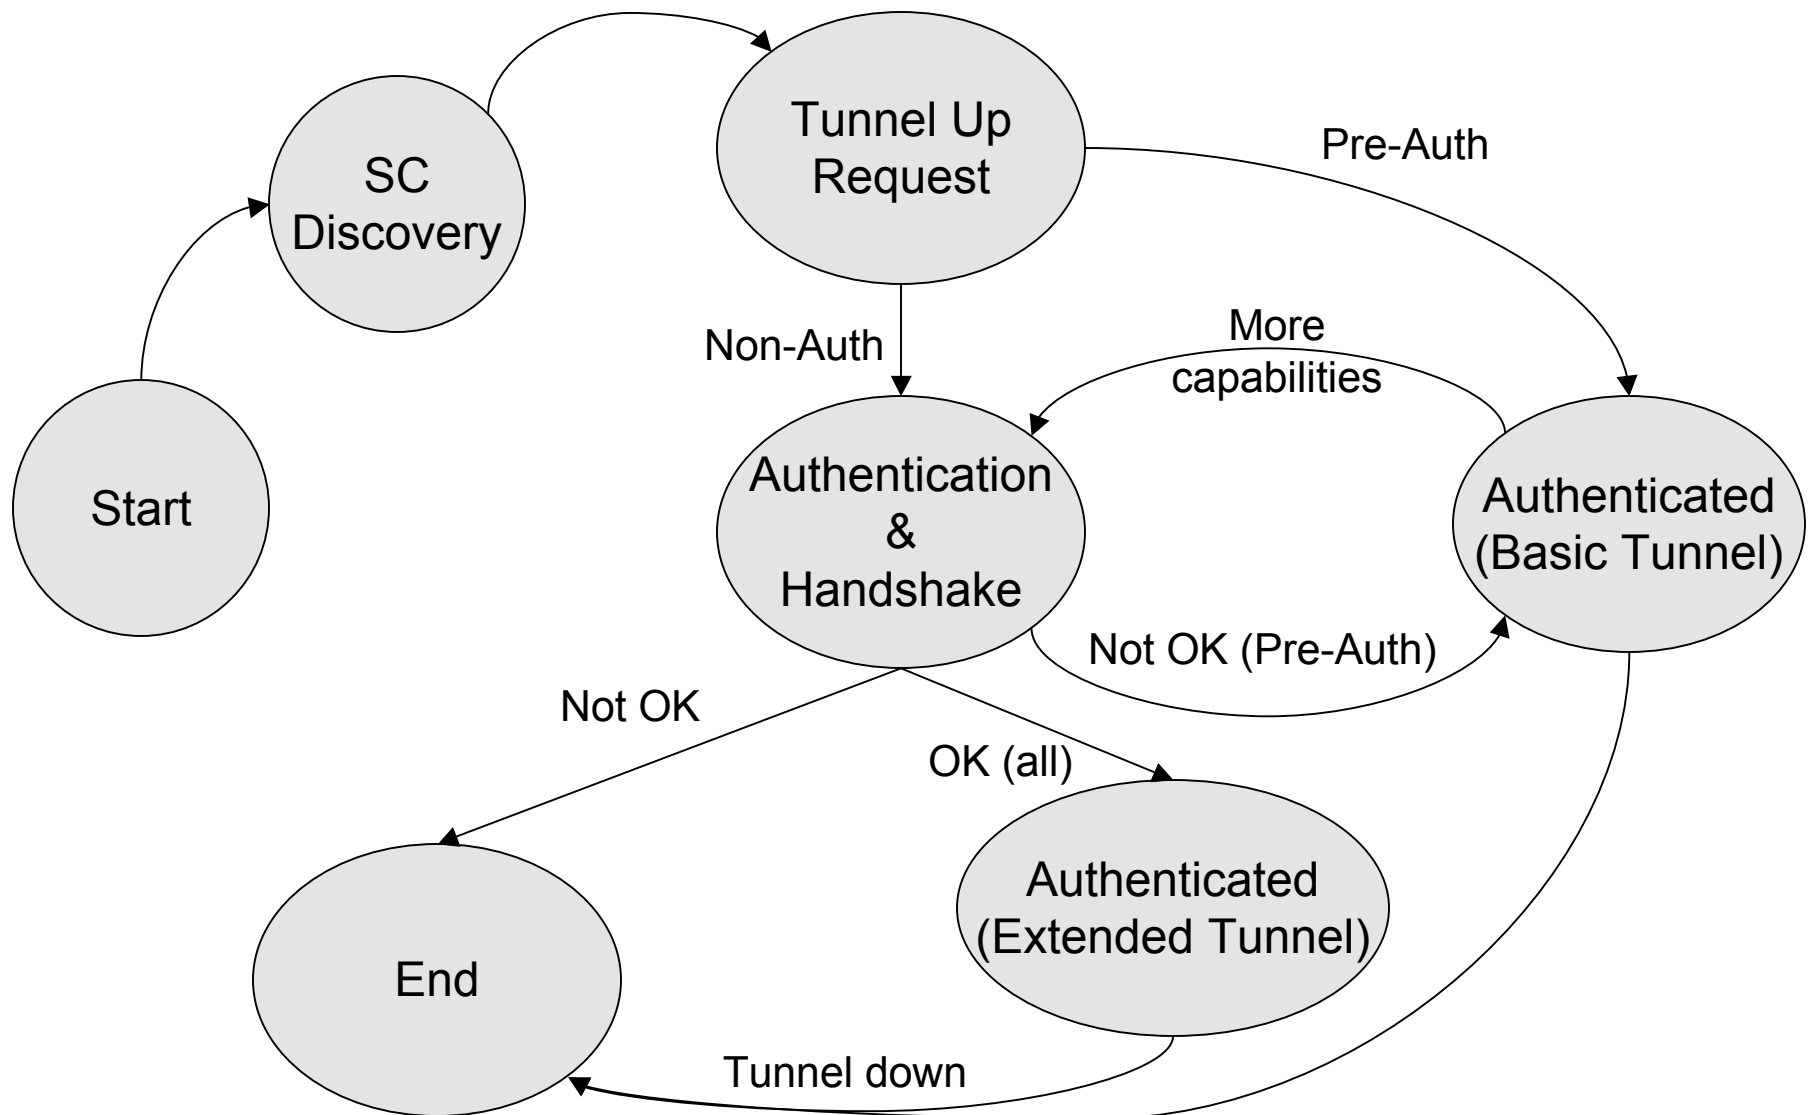 Tunnel Up
Request
Pre-Auth
SC
Discovery
Non-Auth
More
capabilities
Start
Authentication
&
Handshake
Authenticated
(Basic Tunnel)
Not OK (Pre-Auth)
Not OK
OK (all)
Authenticated
(Extended Tunnel)
End
Tunnel down